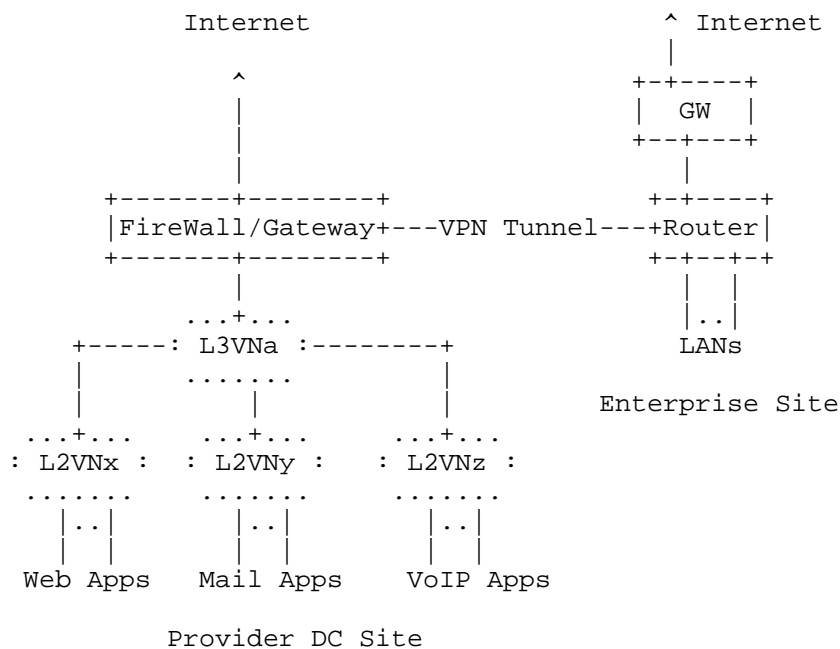 Internet ^ Internet
|
^ +-+----+
| | GW |
| +--+---+
| |
+-------+--------+ +-+----+
|FireWall/Gateway+---VPN Tunnel---+Router|
+-------+--------+ +-+--+-+
| | |
...+... |..|
+-----: L3VNa :--------+ LANs
| ....... |
| | | Enterprise Site
...+... ...+... ...+...
: L2VNx : : L2VNy : : L2VNz :
....... ....... .......
|..| |..| |..|
| | | | | |
Web Apps Mail Apps VoIP Apps
Provider DC Site